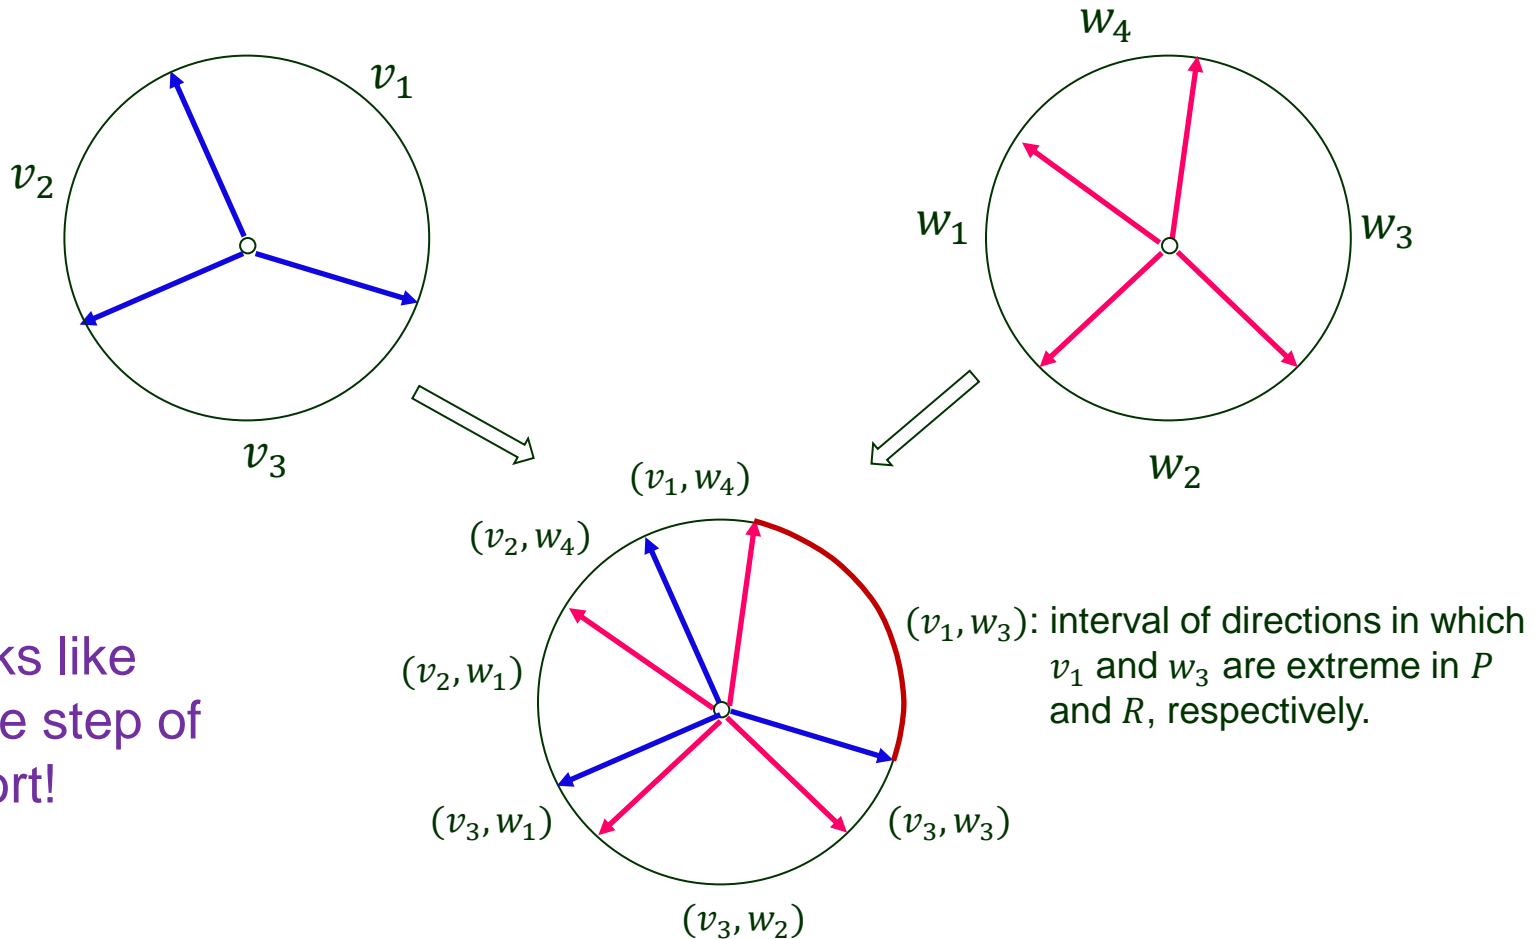 v₁
v₂
v₃
w₄
w₁
w₃
w₂
(v₁, w₄)
(v₂, w₄)
(v₂, w₁)
(v₃, w₁)
(v₃, w₂)
(v₃, w₃)
(v₁, w₃): interval of directions in which
v₁ and w₃ are extreme in P
and R, respectively.
ks like
e step of
ort!